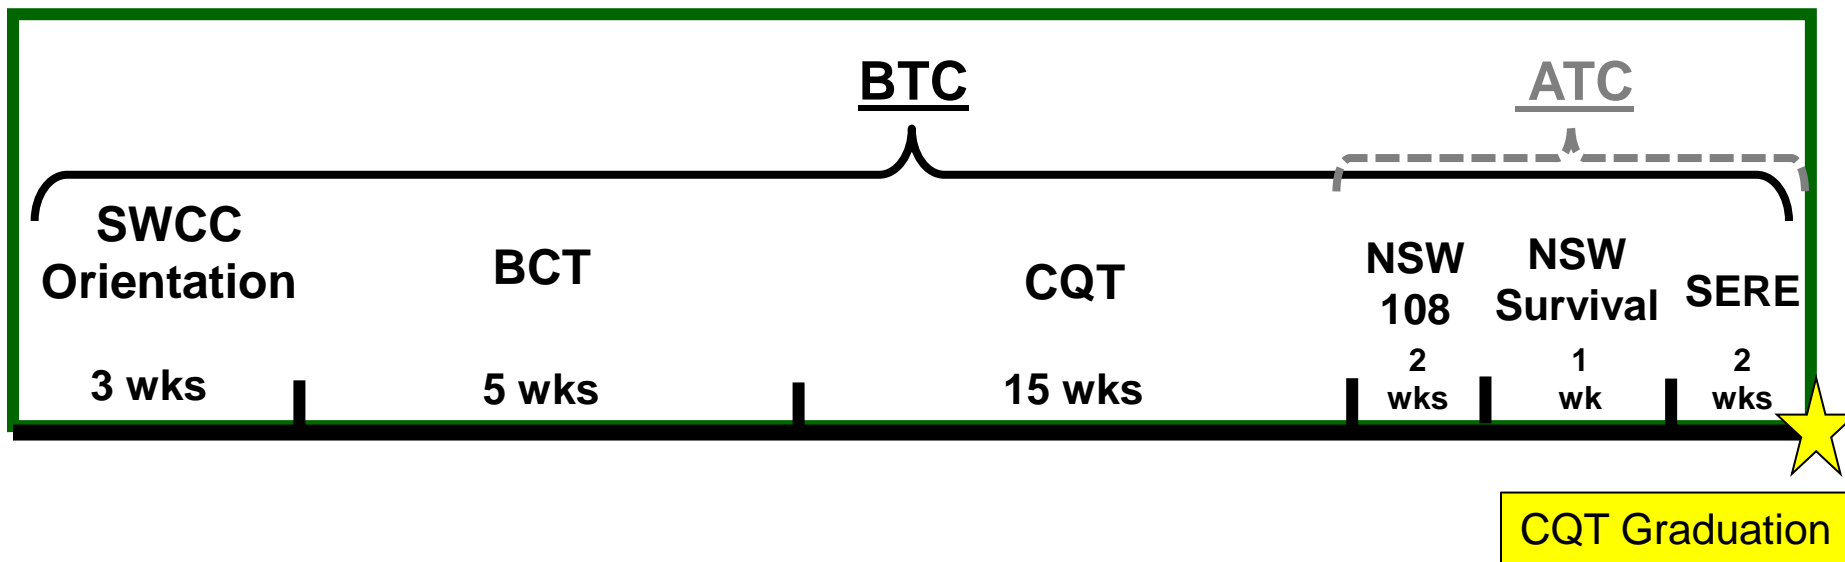 BTC
ATC
SWCC
Orientation
3 wks
BCT
5 wks
CQT
15 wks
NSW
108
2
wks
NSW
Survival
1
wk
SERE
2
wks
CQT Graduation